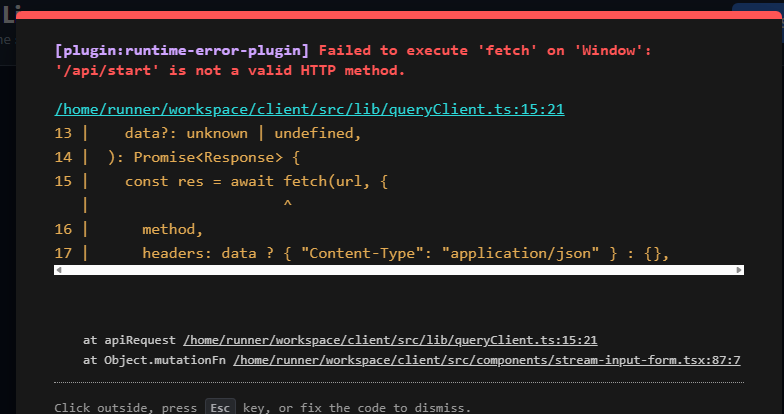 Li
he
[plugin:runtime-error-plugin] Failed to execute 'fetch' on 'Window':
'/api/start' is not a valid HTTP method.
/home/runner/workspace/client/src/lib/queryClient.ts:15:21
13 |    data?: unknown | undefined,
14 |  ): Promise<Response> {
15 |    const res = await fetch(url, {
   |                      ^
16 |      method,
17 |      headers: data ? { "Content-Type": "application/json" } : {},
at apiRequest /home/runner/workspace/client/src/lib/queryClient.ts:15:21
at Object.mutationFn /home/runner/workspace/client/src/components/stream-input-form.tsx:87:7
Click outside, press Esc key, or fix the code to dismiss.